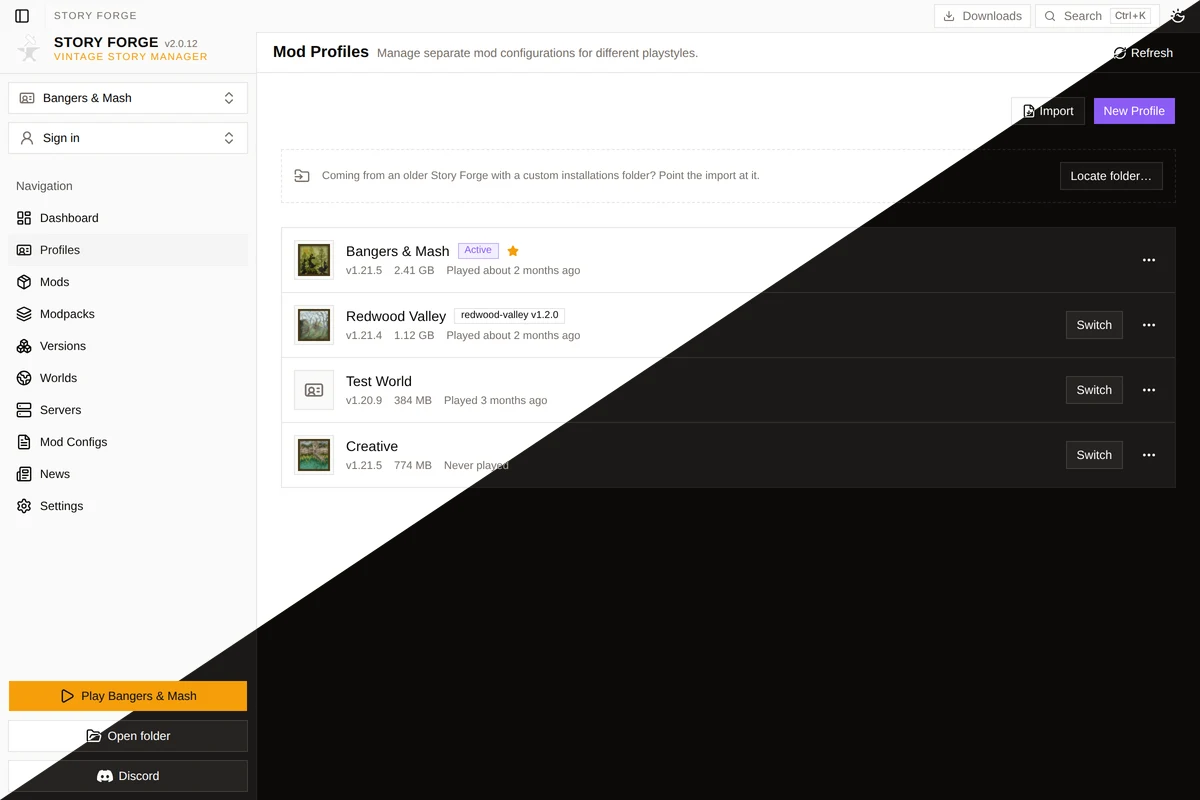 STORY FORGE
Downloads
Search Ctrl+K
STORY FORGE v2.0.12
VINTAGE STORY MANAGER
Bangers & Mash
Sign in
Navigation
Dashboard
Profiles
Mods
Modpacks
Versions
Worlds
Servers
Mod Configs
News
Settings
Play Bangers & Mash
Open folder
Discord
Mod Profiles Manage separate mod configurations for different playstyles.
Refresh
Import
New Profile
Coming from an older Story Forge with a custom installations folder? Point the import at it.
Locate folder…
Bangers & Mash Active
v1.21.5 2.41 GB Played about 2 months ago
Redwood Valley redwood-valley v1.2.0
v1.21.4 1.12 GB Played about 2 months ago
Switch
Test World
v1.20.9 384 MB Played 3 months ago
Switch
Creative
v1.21.5 774 MB Never played
Switch